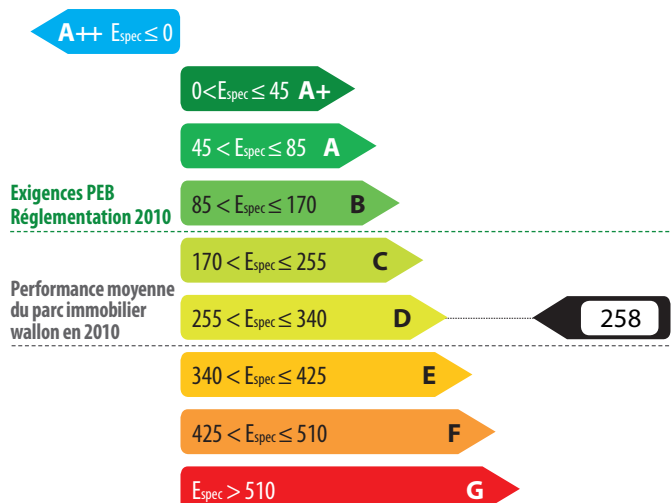 A++ Espec ≤ 0
0<Espec ≤ 45 A+
45 < Espec ≤ 85 A
Exigences PEB
Réglementation 2010
85 < Espec ≤ 170 B
170 < Espec ≤ 255 C
Performance moyenne
du parc immobilier
wallon en 2010
255 < Espec ≤ 340 D
258
340 < Espec ≤ 425 E
425 < Espec ≤ 510 F
Espec > 510 G